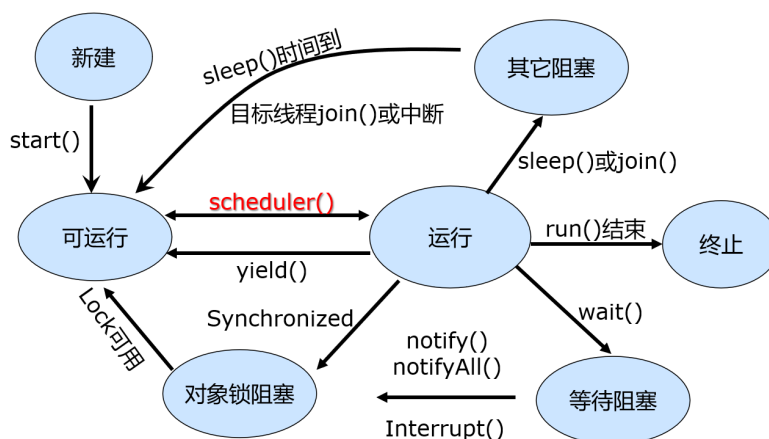 新建
sleep()时间到
其它阻塞
目标线程join()或中断
start()
sleep()或join()
scheduler()
可运行
运行
run()结束
终止
yield()
Lock可用
Synchronized
wait()
notify()
notifyAll()
对象锁阻塞
等待阻塞
Interrupt()